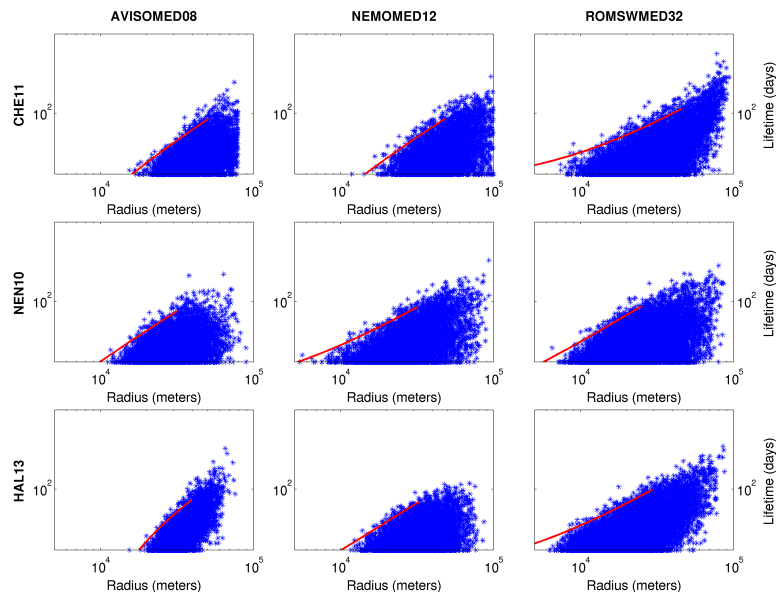 AVISOMED08 NEMOMED12 ROMSWMED32
CHE11
10^2 10^2 10^2
Lifetime (days)
10^4 10^5 10^4 10^5 10^4 10^5
Radius (meters) Radius (meters) Radius (meters)
NEN10
10^2 10^2 10^2
Lifetime (days)
10^4 10^5 10^4 10^5 10^4 10^5
Radius (meters) Radius (meters) Radius (meters)
HAL13
10^2 10^2 10^2
Lifetime (days)
10^4 10^5 10^4 10^5 10^4 10^5
Radius (meters) Radius (meters) Radius (meters)